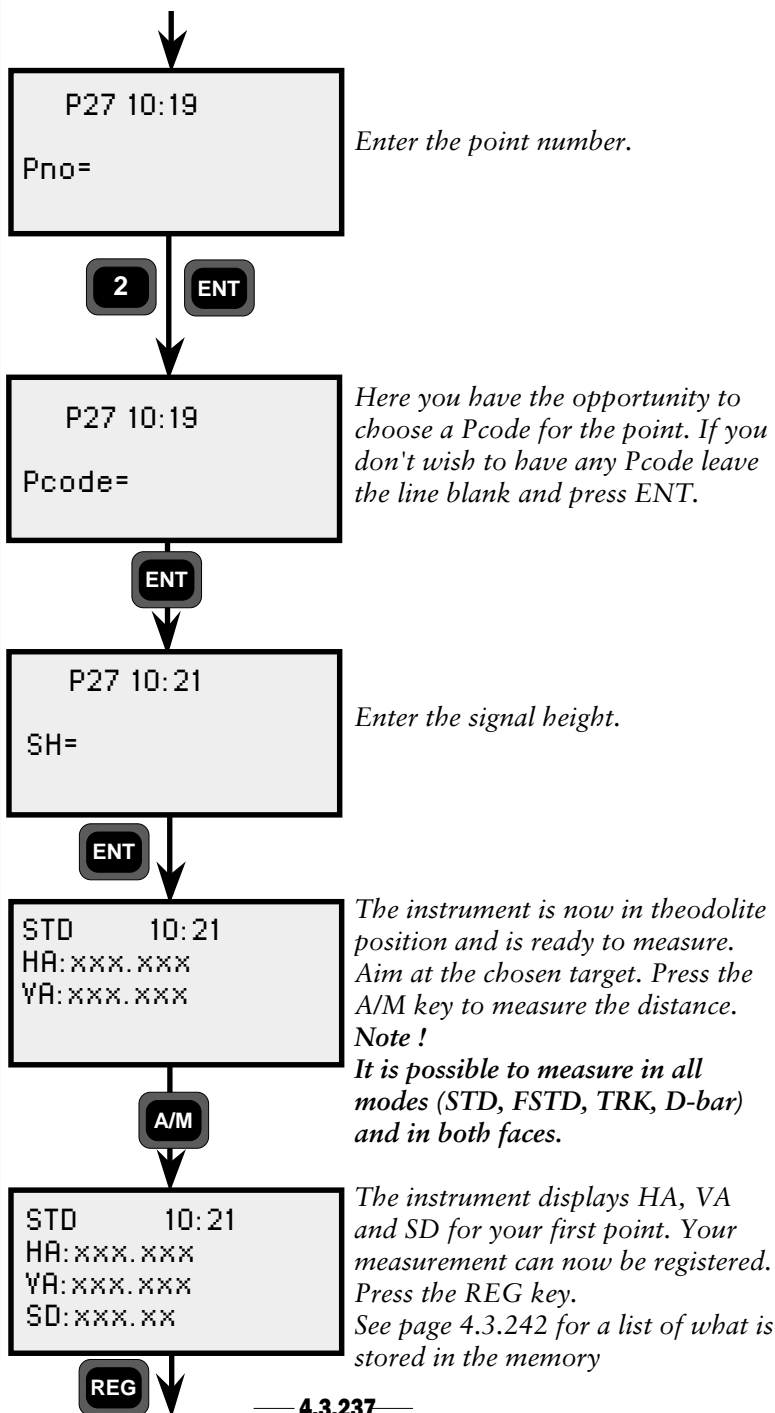 P27 10:19
Pno=
Enter the point number.
2 ENT
P27 10:19
Pcode=
Here you have the opportunity to
choose a Pcode for the point. If you
don't wish to have any Pcode leave
the line blank and press ENT.
ENT
P27 10:21
SH=
Enter the signal height.
ENT
STD 10:21
HA:xxx.xxx
VA:xxx.xxx
The instrument is now in theodolite
position and is ready to measure.
Aim at the chosen target. Press the
A/M key to measure the distance.
Note !
It is possible to measure in all
modes (STD, FSTD, TRK, D-bar)
and in both faces.
A/M
STD 10:21
HA:xxx.xxx
VA:xxx.xxx
SD:xxx.xx
The instrument displays HA, VA
and SD for your first point. Your
measurement can now be registered.
Press the REG key.
See page 4.3.242 for a list of what is
stored in the memory
REG
4.3.237